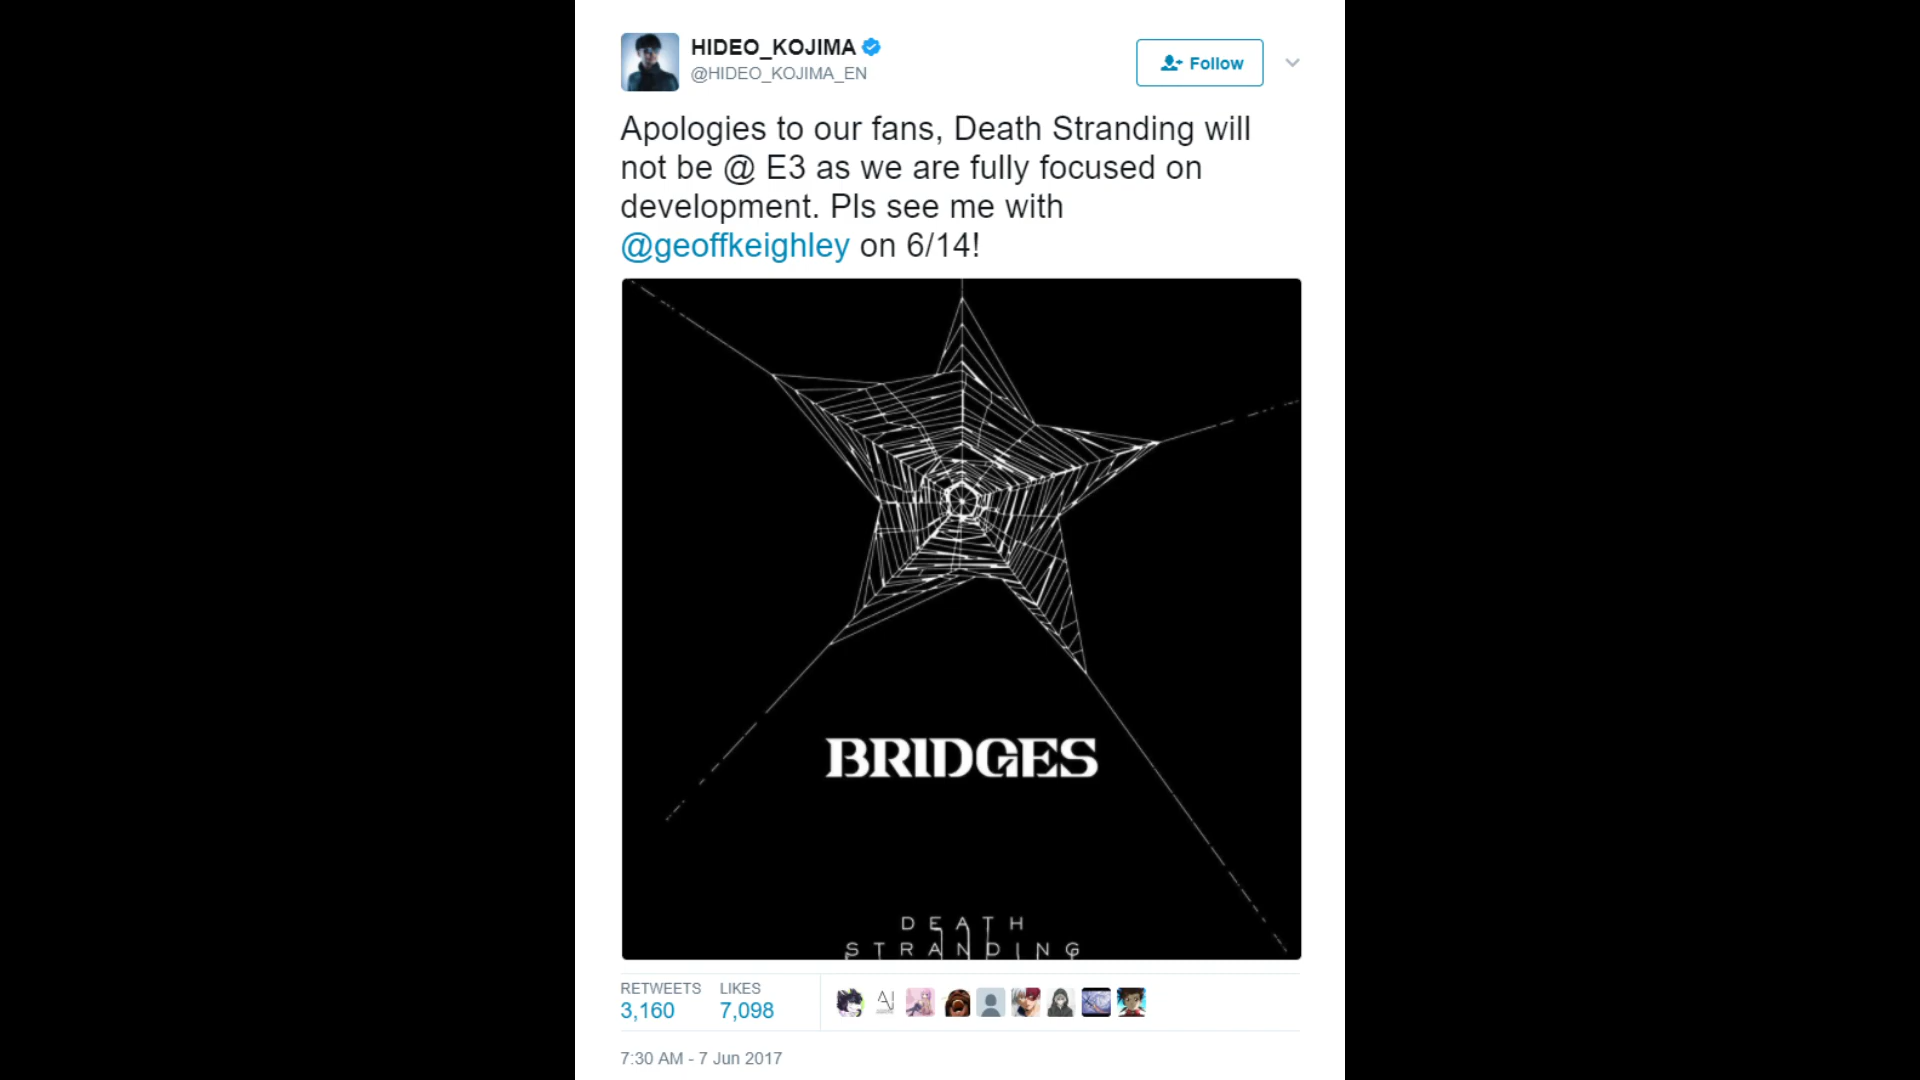 HIDEO_KOJIMA
@HIDEO_KOJIMA_EN
Follow
Apologies to our fans, Death Stranding will
not be @ E3 as we are fully focused on
development. Pls see me with
@geoffkeighley on 6/14!
BRIDGES
DEATH
STRANDING
RETWEETS LIKES
3,160 7,098
7:30 AM - 7 Jun 2017